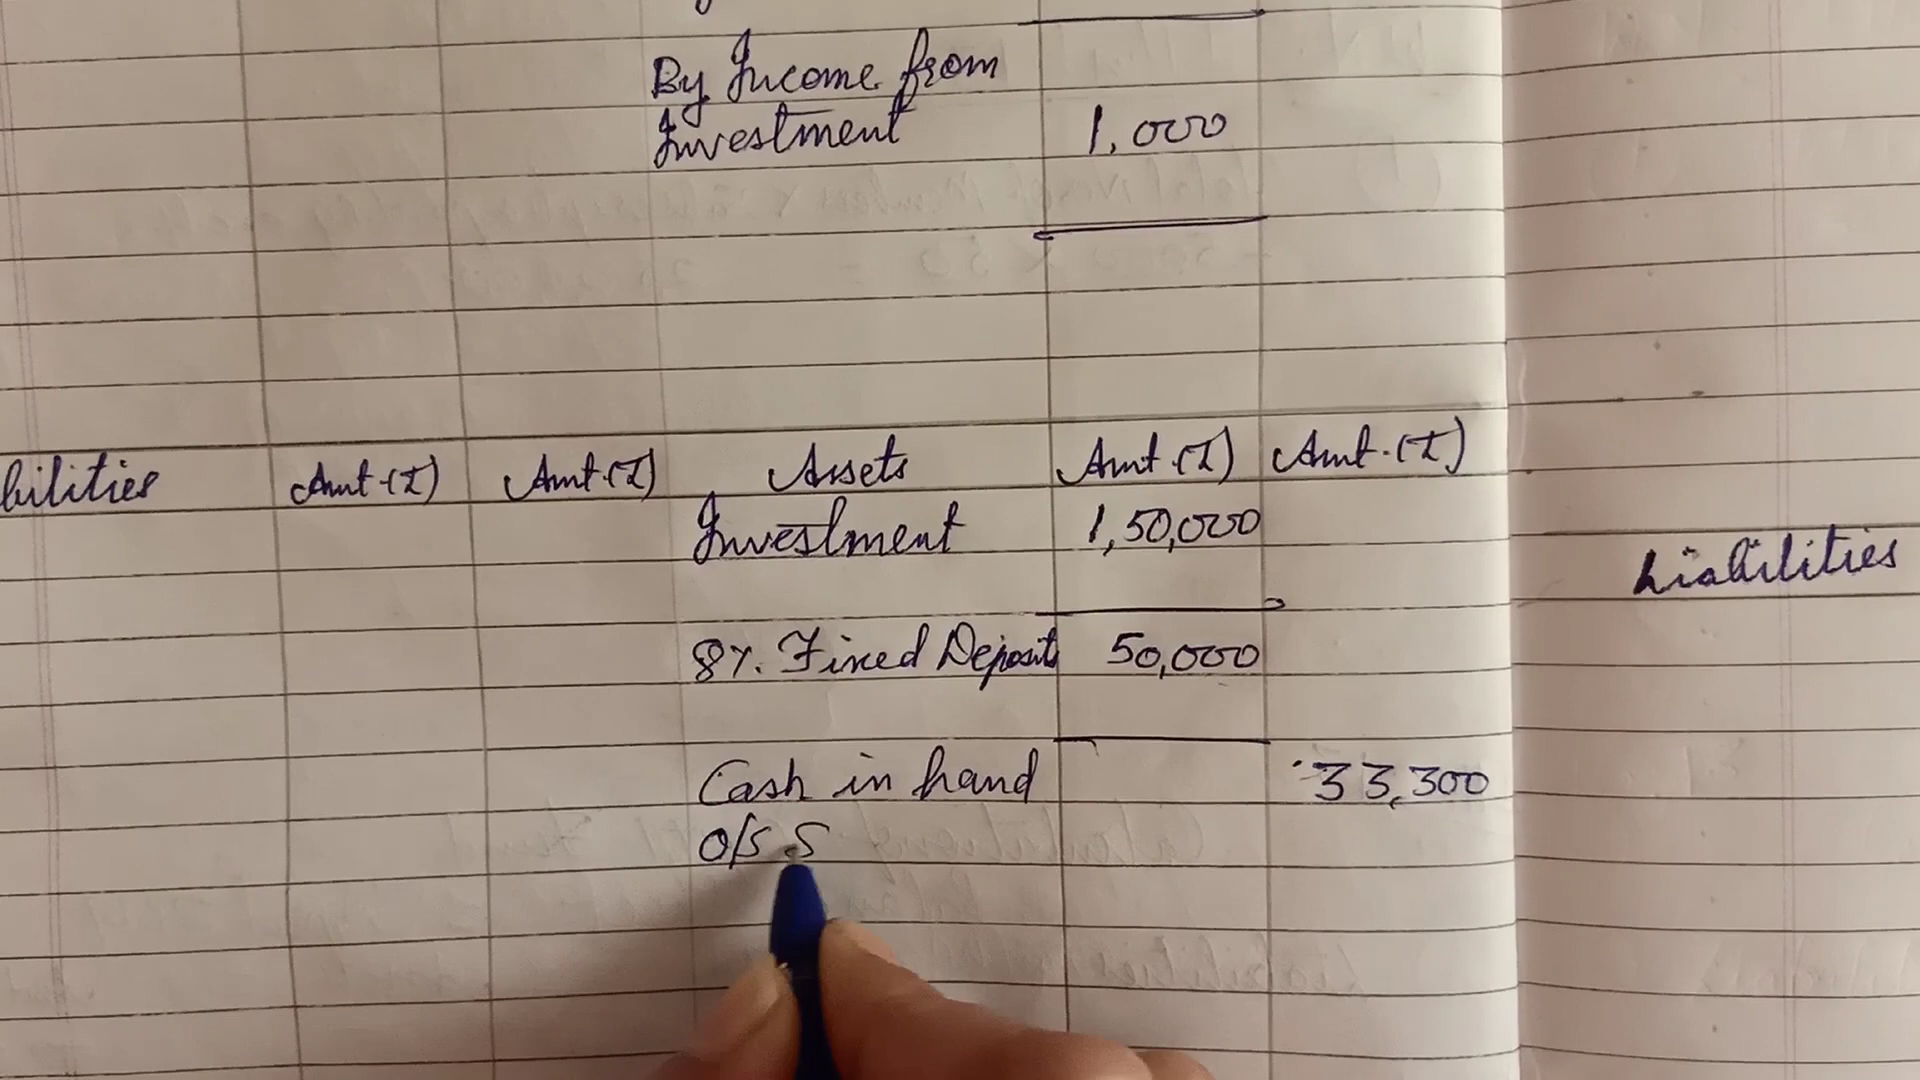 By Income from
Investment 1,000
bilities Amt.(₹) Amt.(₹) Assets Amt.(₹) Amt.(₹)
Investment 1,50,000
Liabilities
8%. Fixed Deposit 50,000
Cash in hand 33,300
O/S S